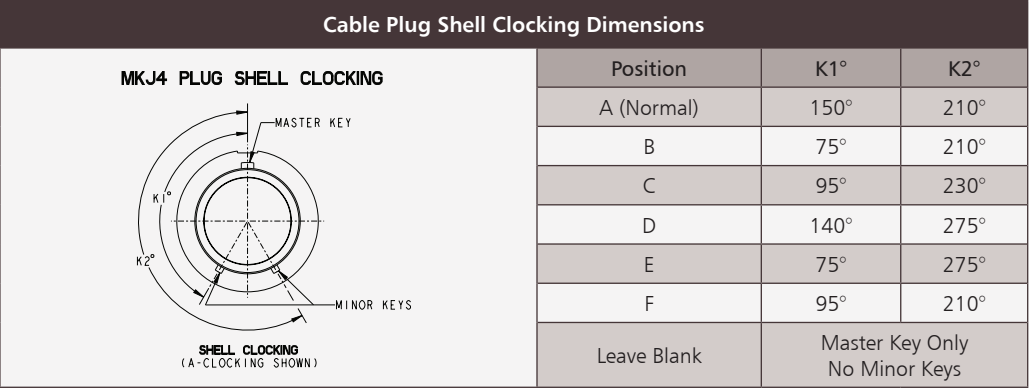 Cable Plug Shell Clocking Dimensions
MKJ4 PLUG SHELL CLOCKING
MASTER KEY
K1°
K2°
MINOR KEYS
SHELL CLOCKING
(A-CLOCKING SHOWN)
Position K1° K2°
A (Normal) 150° 210°
B 75° 210°
C 95° 230°
D 140° 275°
E 75° 275°
F 95° 210°
Leave Blank Master Key Only
No Minor Keys